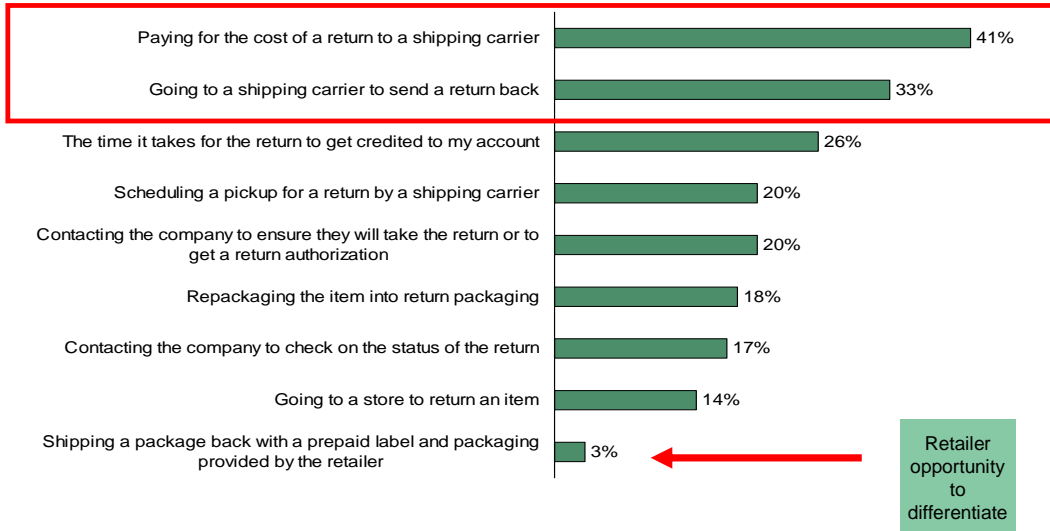 Paying for the cost of a return to a shipping carrier
41%
Going to a shipping carrier to send a return back
33%
The time it takes for the return to get credited to my account
26%
Scheduling a pickup for a return by a shipping carrier
20%
Contacting the company to ensure they will take the return or to
get a return authorization
20%
Repackaging the item into return packaging
18%
Contacting the company to check on the status of the return
17%
Going to a store to return an item
14%
Shipping a package back with a prepaid label and packaging
provided by the retailer
3%
Retailer
opportunity
to
differentiate